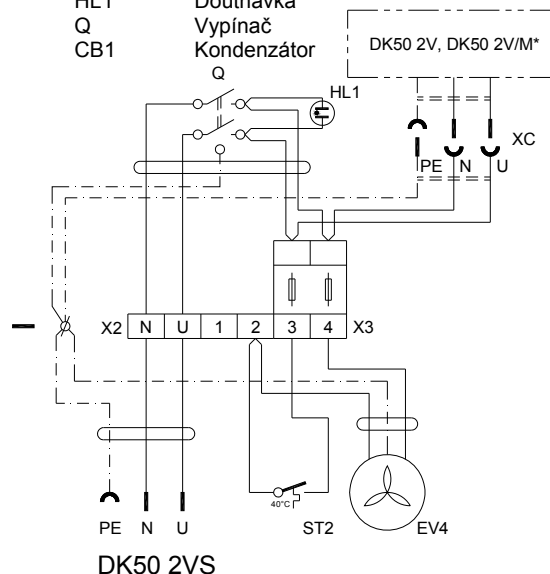 HL1 Doutnavka
Q Vypínač
CB1 Kondenzátor
DK50 2V, DK50 2V/M*
Q
HL1
XC
PE N U
X2 N U 1 2 3 4 X3
40°C
PE N U ST2 EV4
DK50 2VS